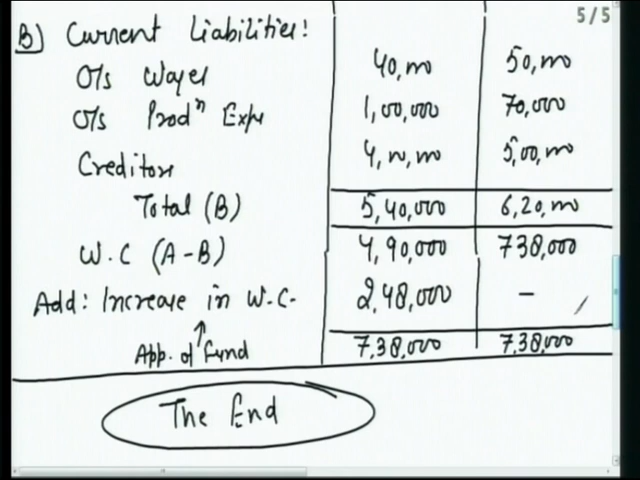 5/5
B) Current Liabilities:
O/s Wages 40,000 50,000
O/s Prodⁿ Exps 1,00,000 70,000
Creditors 4,00,000 5,00,000
Total (B) 5,40,000 6,20,000
W.C (A-B) 4,90,000 738,000
Add: Increase in W.C. 2,48,000 -
App. of Fund 7,38,000 7,38,000
The End